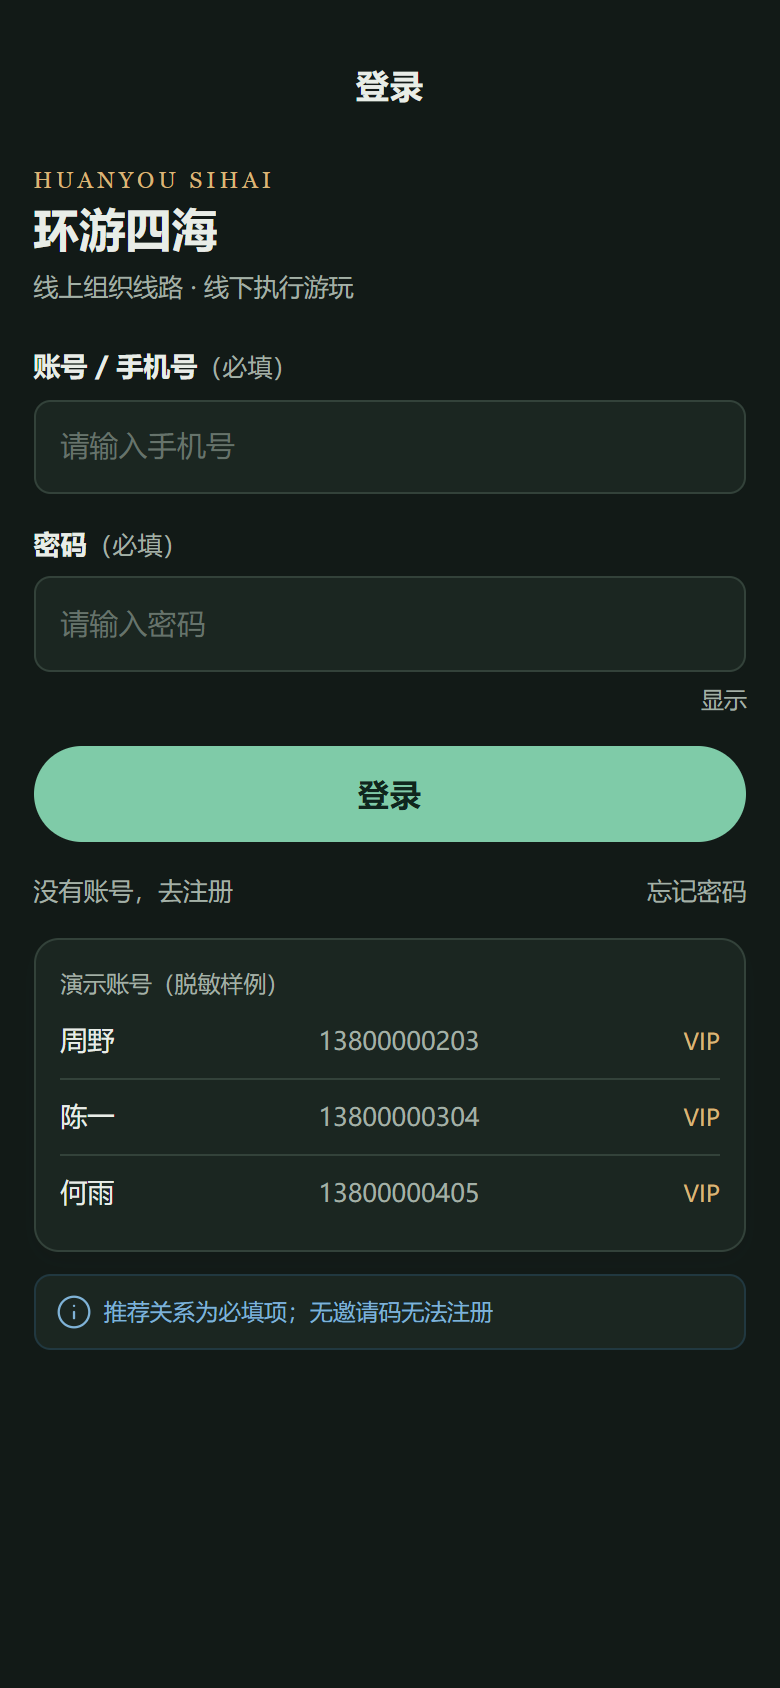 登录
HUANYOU SIHAI
环游四海
线上组织线路 · 线下执行游玩
账号 / 手机号（必填）
请输入手机号
密码（必填）
请输入密码
显示
登录
没有账号，去注册 忘记密码
演示账号（脱敏样例）
周野 13800000203 VIP
陈一 13800000304 VIP
何雨 13800000405 VIP
推荐关系为必填项；无邀请码无法注册